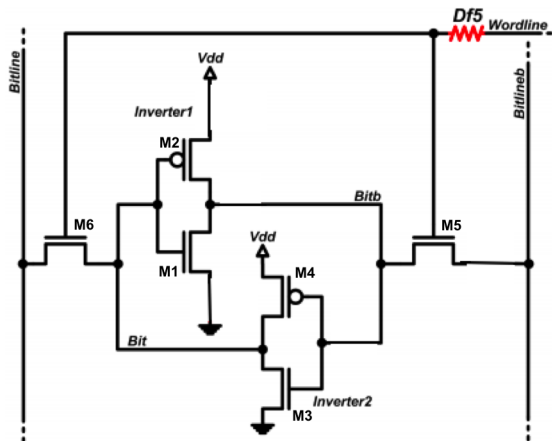 Df5
Wordline
Bitline
Vdd
Bitlineb
Inverter1
M2
Bitb
M6
M5
M1
Vdd
M4
Bit
Inverter2
M3